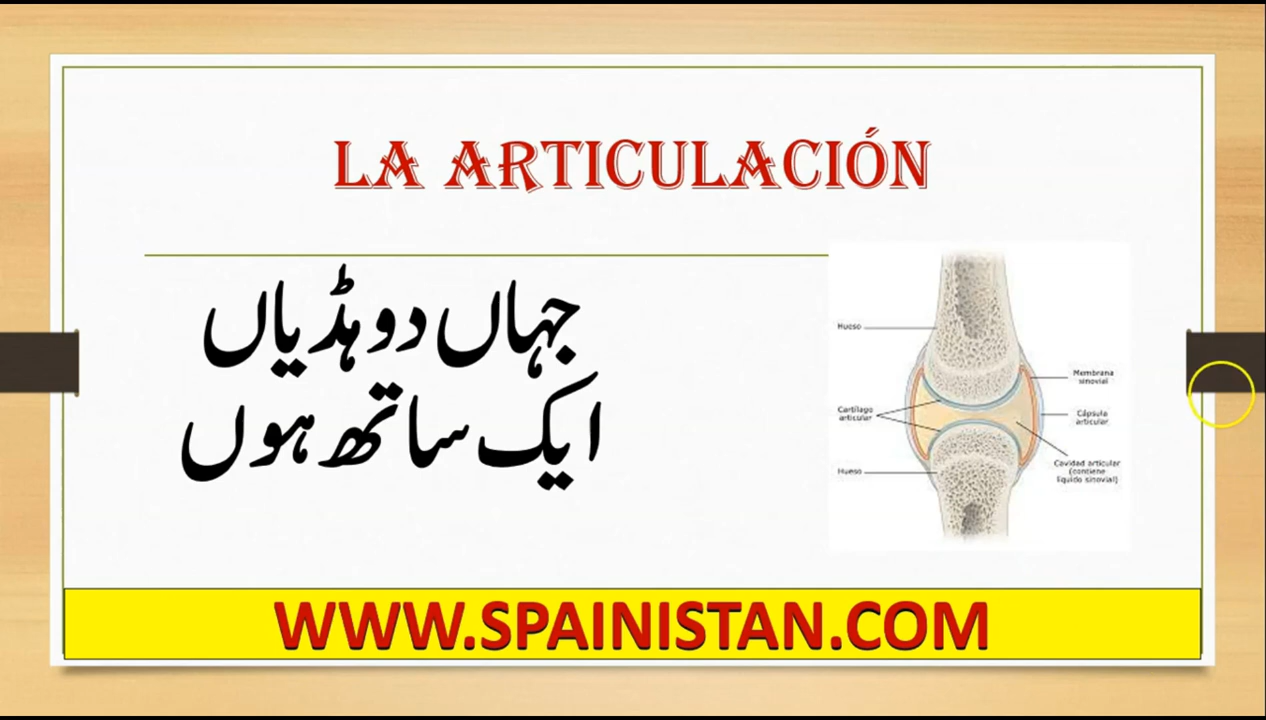 LA ARTICULACIÓN
جہاں دو ہڈیاں
ایک ساتھ ہوں
Hueso
Membrana
sinovial
Cartílago
articular
Cápsula
articular
Cavidad articular
(contiene
líquido sinovial)
Hueso
WWW.SPAINISTAN.COM